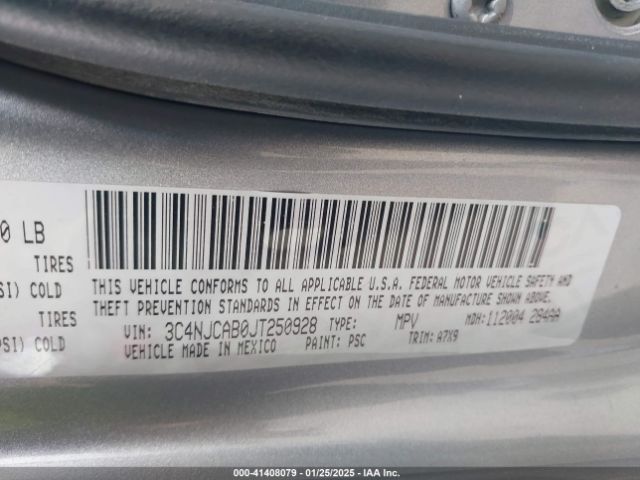 0 LB
TIRES
SI) COLD
TIRES
PSI) COLD
THIS VEHICLE CONFORMS TO ALL APPLICABLE U.S.A. FEDERAL MOTOR VEHICLE SAFETY AND
THEFT PREVENTION STANDARDS IN EFFECT ON THE DATE OF MANUFACTURE SHOWN ABOVE.
VIN: 3C4NJCAB0JT250928 TYPE: MPV MDH:112004 284AA
VEHICLE MADE IN MEXICO PAINT: PSC TRIM: A7X9
000-41408079 - 01/25/2025 - IAA Inc.